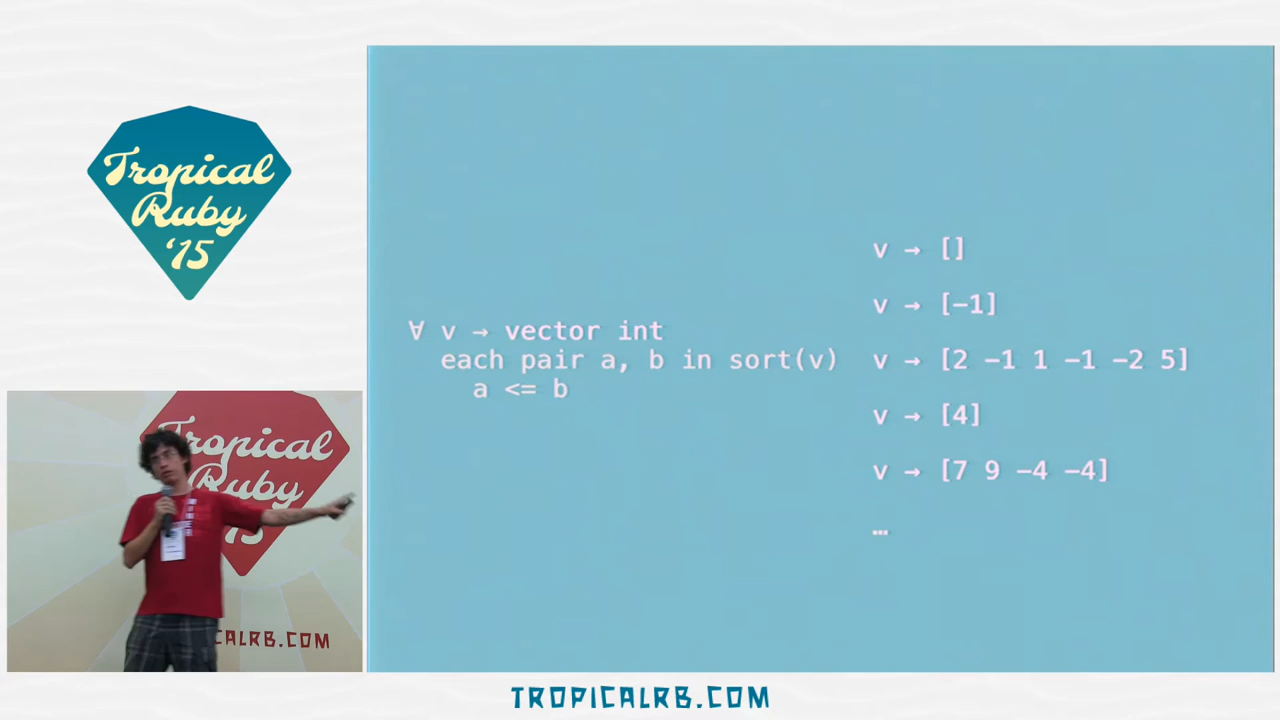 Tropical
Ruby
'15
∀ v → vector int
each pair a, b in sort(v)
a <= b
v → []
v → [−1]
v → [2 −1 1 −1 −2 5]
v → [4]
v → [7 9 −4 −4]
…
Tropical
Ruby
15
CALRB.COM
TROPICALRB.COM